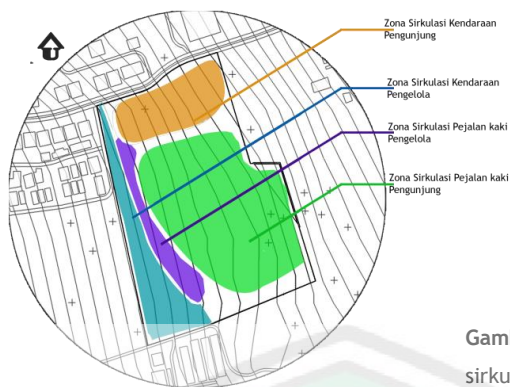 Zona Sirkulasi Kendaraan
Pengunjung
Zona Sirkulasi Kendaraan
Pengelola
Zona Sirkulasi Pejalan kaki
Pengelola
Zona Sirkulasi Pejalan kaki
Pengunjung
Gam
sirku